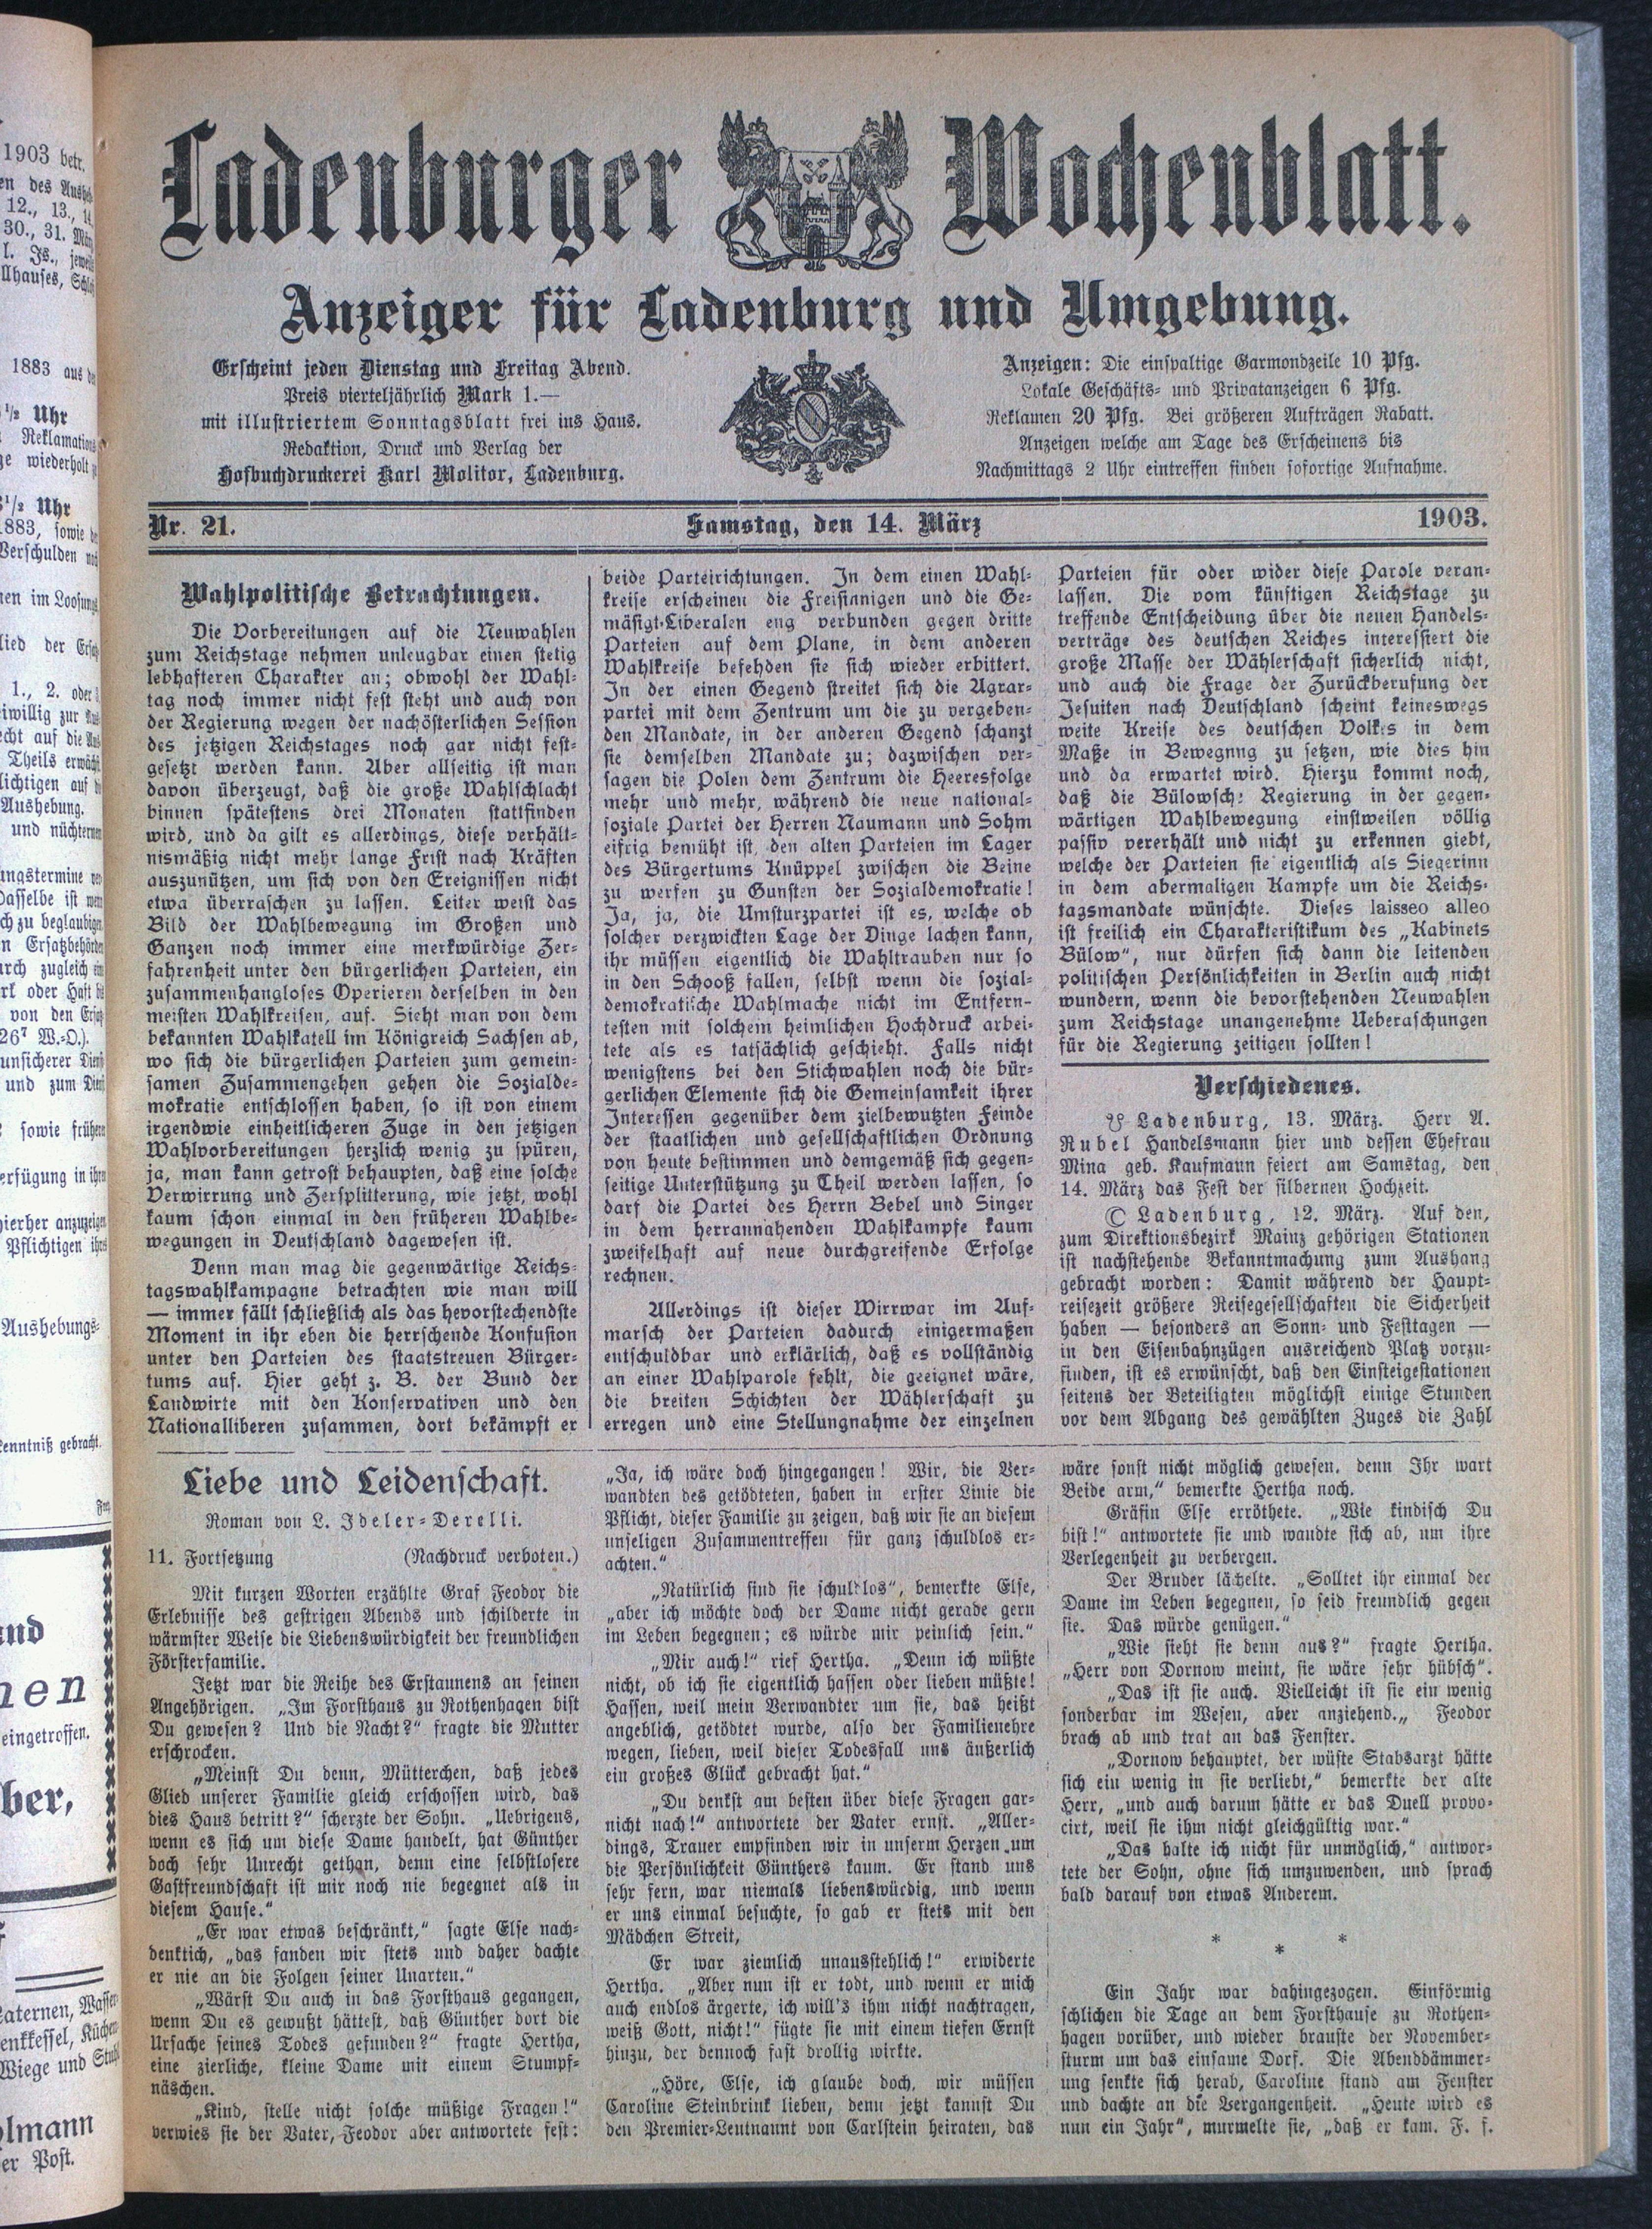 Ladenburger Wochenblatt.
Anzeiger für Ladenburg und Umgebung.
Erscheint jeden Dienstag und Freitag Abend.
Preis vierteljährlich Mark 1.—
mit illustriertem Sonntagsblatt frei ins Haus.
Redaktion, Druck und Verlag der
Hofbuchdruckerei Karl Molitor, Ladenburg.
Anzeigen: Die einspaltige Garmondzeile 10 Pfg.
Lokale Geschäfts- und Privatanzeigen 6 Pfg.
Reklamen 20 Pfg. Bei größeren Aufträgen Rabatt.
Anzeigen welche am Tage des Erscheinens bis
Nachmittags 2 Uhr eintreffen finden sofortige Aufnahme.
Nr. 21.
Samstag, den 14. März
1903.
Wahlpolitische Betrachtungen.
Die Vorbereitungen auf die Neuwahlen
zum Reichstage nehmen unleugbar einen stetig
lebhafteren Charakter an; obwohl der Wahl-
tag noch immer nicht fest steht und auch von
der Regierung wegen der nachösterlichen Session
des jetzigen Reichstages noch gar nicht fest-
gesetzt werden kann. Aber allseitig ist man
davon überzeugt, daß die große Wahlschlacht
binnen spätestens drei Monaten stattfinden
wird, und da gilt es allerdings, diese verhält-
nismäßig nicht mehr lange Frist nach Kräften
auszunützen, um sich von den Ereignissen nicht
etwa überraschen zu lassen. Leiter weist das
Bild der Wahlbewegung im Großen und
Ganzen noch immer eine merkwürdige Zer-
fahrenheit unter den bürgerlichen Parteien, ein
zusammenhangloses Operieren derselben in den
meisten Wahlkreisen, auf. Sieht man von dem
bekannten Wahlkatell im Königreich Sachsen ab,
wo sich die bürgerlichen Parteien zum gemein-
samen Zusammengehen gehen die Sozialde-
mokratie entschlossen haben, so ist von einem
irgendwie einheitlicheren Zuge in den jetzigen
Wahlvorbereitungen herzlich wenig zu spüren,
ja, man kann getrost behaupten, daß eine solche
Verwirrung und Zersplitterung, wie jetzt, wohl
kaum schon einmal in den früheren Wahlbe-
wegungen in Deutschland dagewesen ist.
Denn man mag die gegenwärtige Reichs-
tagswahlkampagne betrachten wie man will
— immer fällt schließlich als das hevorstechendste
Moment in ihr eben die herrschende Konfusion
unter den Parteien des staatstreuen Bürger-
tums auf. Hier geht z. B. der Bund der
Landwirte mit den Konservativen und den
Nationalliberen zusammen, dort bekämpft er
beide Parteirichtungen. In dem einen Wahl-
kreise erscheinen die Freisianigen und die Ge-
mäßigt-Liberalen eng verbunden gegen dritte
Parteien auf dem Plane, in dem anderen
Wahlkreise befehden sie sich wieder erbittert.
In der einen Gegend streitet sich die Agrar-
partei mit dem Zentrum um die zu vergeben-
den Mandate, in der anderen Gegend schanzt
sie demselben Mandate zu; dazwischen ver-
sagen die Polen dem Zentrum die Heeresfolge
mehr und mehr, während die neue national-
soziale Partei der Herren Naumann und Sohm
eifrig bemüht ist, den alten Parteien im Lager
des Bürgertums Knüppel zwischen die Beine
zu werfen zu Gunsten der Sozialdemokratie!
Ja, ja, die Umsturzpartei ist es, welche ob
solcher verzwickten Lage der Dinge lachen kann,
ihr müssen eigentlich die Wahltrauben nur so
in den Schooß fallen, selbst wenn die sozial-
demokratische Wahlmache nicht im Entfern-
testen mit solchem heimlichen Hochdruck arbei-
tete als es tatsächlich geschieht. Falls nicht
wenigstens bei den Stichwahlen noch die bür-
gerlichen Elemente sich die Gemeinsamkeit ihrer
Interessen gegenüber dem zielbewutzten Feinde
der staatlichen und gesellschaftlichen Ordnung
von heute bestimmen und demgemäß sich gegen-
seitige Unterstützung zu Theil werden lassen, so
darf die Partei des Herrn Bebel und Singer
in dem herrannahenden Wahlkampfe kaum
zweifelhaft auf neue durchgreifende Erfolge
rechnen.
Allerdings ist dieser Wirrwar im Auf-
marsch der Parteien dadurch einigermaßen
entschuldbar und erklärlich, daß es vollständig
an einer Wahlparole fehlt, die geeignet wäre,
die breiten Schichten der Wählerschaft zu
erregen und eine Stellungnahme der einzelnen
Parteien für oder wider diese Parole veran-
lassen. Die vom künftigen Reichstage zu
treffende Entscheidung über die neuen Handels-
verträge des deutschen Reiches interessiert die
große Masse der Wählerschaft sicherlich nicht,
und auch die Frage der Zurückberufung der
Jesuiten nach Deutschland scheint keineswegs
weite Kreise des deutschen Volkes in dem
Maße in Bewegnng zu setzen, wie dies hin
und da erwartet wird. Hierzu kommt noch,
daß die Bülowsche Regierung in der gegen-
wärtigen Wahlbewegung einstweilen völlig
passiv vererhält und nicht zu erkennen giebt,
welche der Parteien sie eigentlich als Siegerinn
in dem abermaligen Kampfe um die Reichs-
tagsmandate wünschte. Dieses laisseo alleo
ist freilich ein Charakteristikum des „Kabinets
Bülow“, nur dürfen sich dann die leitenden
politischen Persönlichkeiten in Berlin auch nicht
wundern, wenn die bevorstehenden Neuwahlen
zum Reichstage unangenehme Ueberaschungen
für die Regierung zeitigen sollten!
Verschiedenes.
Ladenburg, 13. März. Herr A.
Rubel Handelsmann hier und dessen Ehefrau
Mina geb. Kaufmann feiert am Samstag, den
14. März das Fest der silbernen Hochzeit.
© Ladenburg, 12. März. Auf den,
zum Direktionsbezirk Mainz gehörigen Stationen
ist nachstehende Bekanntmachung zum Aushang
gebracht worden: Damit während der Haupt-
reisezeit größere Reisegesellschaften die Sicherheit
haben — besonders an Sonn- und Festtagen —
in den Eisenbahnzügen ausreichend Platz vorzu-
finden, ist es erwünscht, daß den Einsteigestationen
seitens der Beteiligten möglichst einige Stunden
vor dem Abgang des gewählten Zuges die Zahl
Liebe und Leidenschaft.
Roman von L. Ideler-Derelli.
11. Fortsetzung (Nachdruck verboten.)
Mit kurzen Worten erzählte Graf Feodor die
Erlebnisse des gestrigen Abends und schilderte in
wärmster Weise die Liebenswürdigkeit der freundlichen
Försterfamilie.
Jetzt war die Reihe des Erstaunens an seinen
Angehörigen. „Im Forsthaus zu Rothenhagen bist
Du gewesen? Und die Nacht?“ fragte die Mutter
erschrocken.
„Meinst Du denn, Mütterchen, daß jedes
Glied unserer Familie gleich erschossen wird, das
dies Haus betritt?“ scherzte der Sohn. „Uebrigens,
wenn es sich um diese Dame handelt, hat Günther
doch sehr Unrecht gethan, denn eine selbstlosere
Gastfreundschaft ist mir noch nie begegnet als in
diesem Hause.“
„Er war etwas beschränkt,“ sagte Else nach-
denktich, „das fanden wir stets und daher dachte
er nie an die Folgen seiner Unarten.“
„Wärst Du auch in das Forsthaus gegangen,
wenn Du es gewußt hättest, daß Günther dort die
Ursache seines Todes gefunden?“ fragte Hertha,
eine zierliche, kleine Dame mit einem Stumpf-
näschen.
„Kind, stelle nicht solche müßige Fragen!“
verwies sie der Vater, Feodor aber antwortete fest:
„Ja, ich wäre doch hingegangen! Wir, die Ver-
wandten des getödteten, haben in erster Linie die
Pflicht, dieser Familie zu zeigen, daß wir sie an diesem
unseligen Zusammentreffen für ganz schuldlos er-
achten.“
„Natürlich sind sie schuldlos“, bemerkte Else,
„aber ich möchte doch der Dame nicht gerade gern
im Leben begegnen; es würde mir peinlich sein.“
„Mir auch!“ rief Hertha. „Denn ich wüßte
nicht, ob ich sie eigentlich hassen oder lieben müßte!
Hassen, weil mein Verwandter um sie, das heißt
angeblich, getödtet wurde, also der Familienehre
wegen, lieben, weil dieser Todesfall uns äußerlich
ein großes Glück gebracht hat.“
„Du denkst am besten über diese Fragen gar-
nicht nach!“ antwortete der Vater ernst. „Aller-
dings, Trauer empfinden wir in unserm Herzen um
die Persönlichkeit Günthers kaum. Er stand uns
sehr fern, war niemals liebenswürdig, und wenn
er uns einmal besuchte, so gab er stets mit den
Mädchen Streit,
Er war ziemlich unausstehlich!“ erwiderte
Hertha. „Aber nun ist er todt, und wenn er mich
auch endlos ärgerte, ich will's ihm nicht nachtragen,
weiß Gott, nicht!“ fügte sie mit einem tiefen Ernst
hinzu, der dennoch fast drollig wirkte.
„Höre, Else, ich glaube doch, wir müssen
Caroline Steinbrink lieben, denn jetzt kannst Du
den Premier-Leutnannt von Carlstein heiraten, das
wäre sonst nicht möglich gewesen, denn Ihr wart
Beide arm,“ bemerkte Hertha noch.
Gräfin Else erröthete. „Wie kindisch Du
bist!“ antwortete sie und wandte sich ab, um ihre
Verlegenheit zu verbergen.
Der Bruder lächelte. „Solltet ihr einmal der
Dame im Leben begegnen, so seid freundlich gegen
sie. Das würde genügen.“
„Wie sieht sie denn aus?“ fragte Hertha.
„Herr von Dornow meint, sie wäre sehr hübsch“.
„Das ist sie auch. Vielleicht ist sie ein wenig
sonderbar im Wesen, aber anziehend.„ Feodor
brach ab und trat an das Fenster.
„Dornow behauptet, der wüste Stabsarzt hätte
sich ein wenig in sie verliebt,“ bemerkte der alte
Herr, „und auch darum hätte er das Duell provo-
cirt, weil sie ihm nicht gleichgültig war.“
„Das halte ich nicht für unmöglich,“ antwor-
tete der Sohn, ohne sich umzuwenden, und sprach
bald darauf von etwas Anderem.
* * *
Ein Jahr war dahingezogen. Einförmig
schlichen die Tage an dem Forsthause zu Rothen-
hagen vorüber, und wieder brauste der November-
sturm um das einsame Dorf. Die Abenddämmer-
ung senkte sich herab, Caroline stand am Fenster
und dachte an die Vergangenheit. „Heute wird es
nun ein Jahr“, murmelte sie, „daß er kam. F. f.